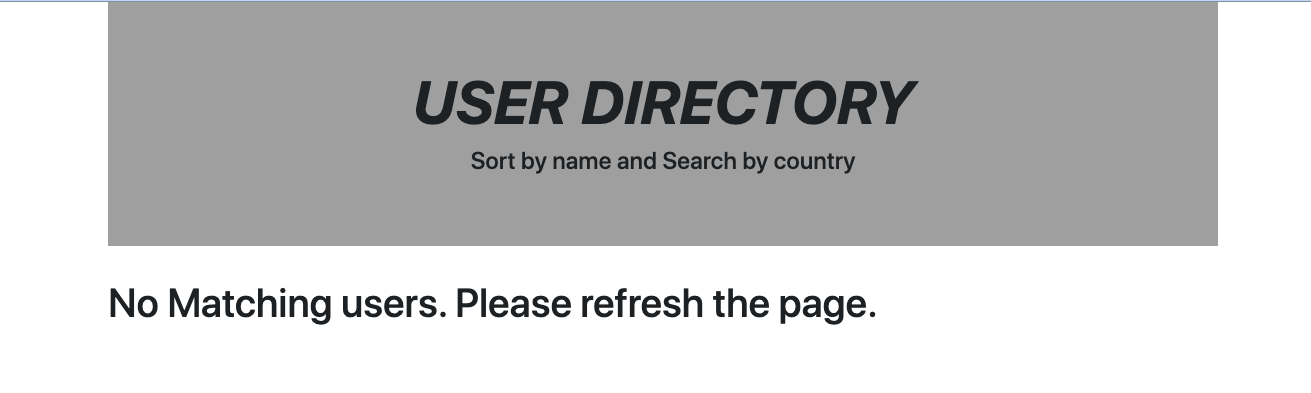 USER DIRECTORY
Sort by name and Search by country
No Matching users. Please refresh the page.